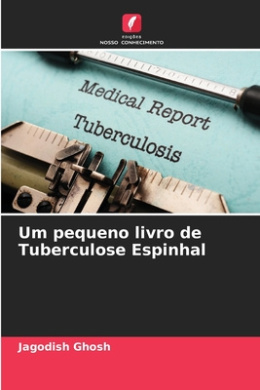 edições
NOSSO CONHECIMENTO
Medical Report
Tuberculosis
Um pequeno livro de
Tuberculose Espinhal
Jagodish Ghosh